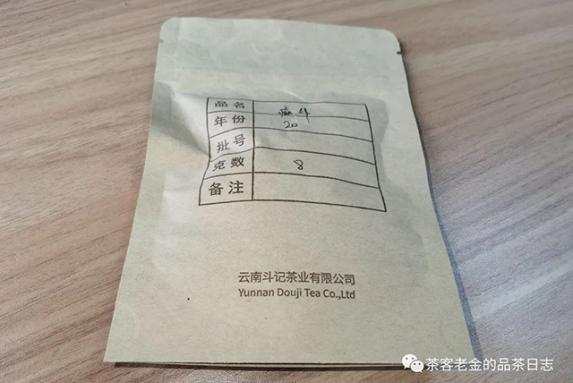 品名
年份 20
批号
克数 8
备注
云南斗记茶业有限公司
Yunnan Douji Tea Co.,Ltd
茶客老金的品茶日志